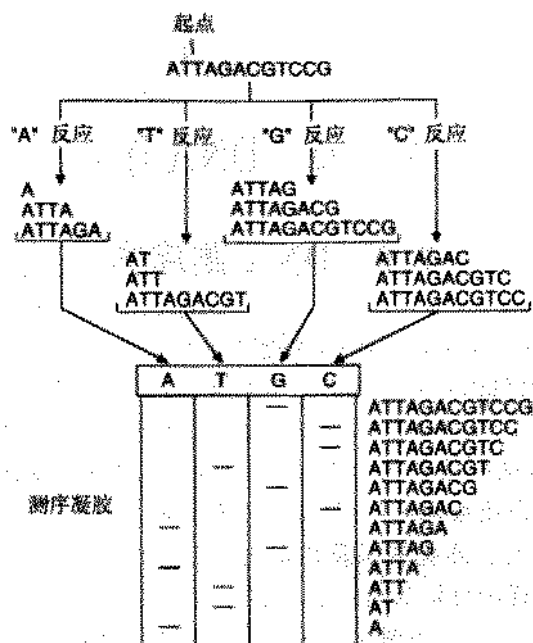 起点
ATTAGACGTCCG
"A" 反应
"T" 反应
"G" 反应
"C" 反应
A
ATTA
ATTAGA
AT
ATT
ATTAGACGT
ATTAG
ATTAGACG
ATTAGACGTCCG
ATTAGAC
ATTAGACGTC
ATTAGACGTCC
A T G C
测序凝胶
ATTAGACGTCCG
ATTAGACGTCC
ATTAGACGTC
ATTAGACGT
ATTAGACG
ATTAGAC
ATTAGA
ATTAG
ATTA
ATT
AT
A